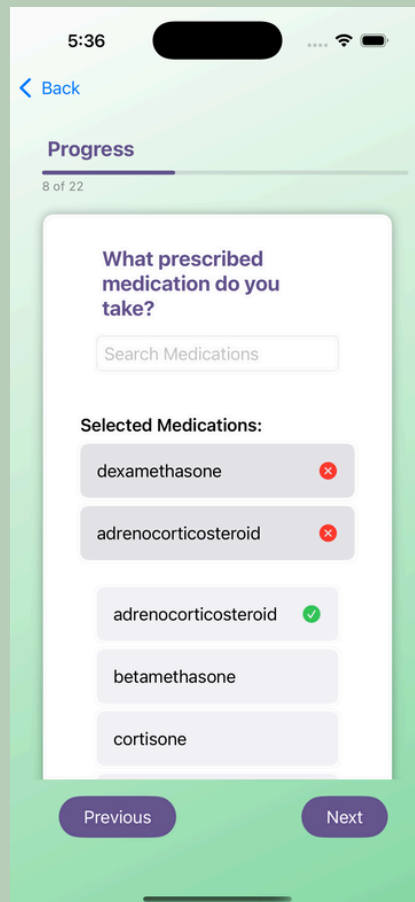 5:36
Back
Progress
8 of 22
What prescribed
medication do you
take?
Search Medications
Selected Medications:
dexamethasone
adrenocorticosteroid
adrenocorticosteroid
betamethasone
cortisone
Previous
Next